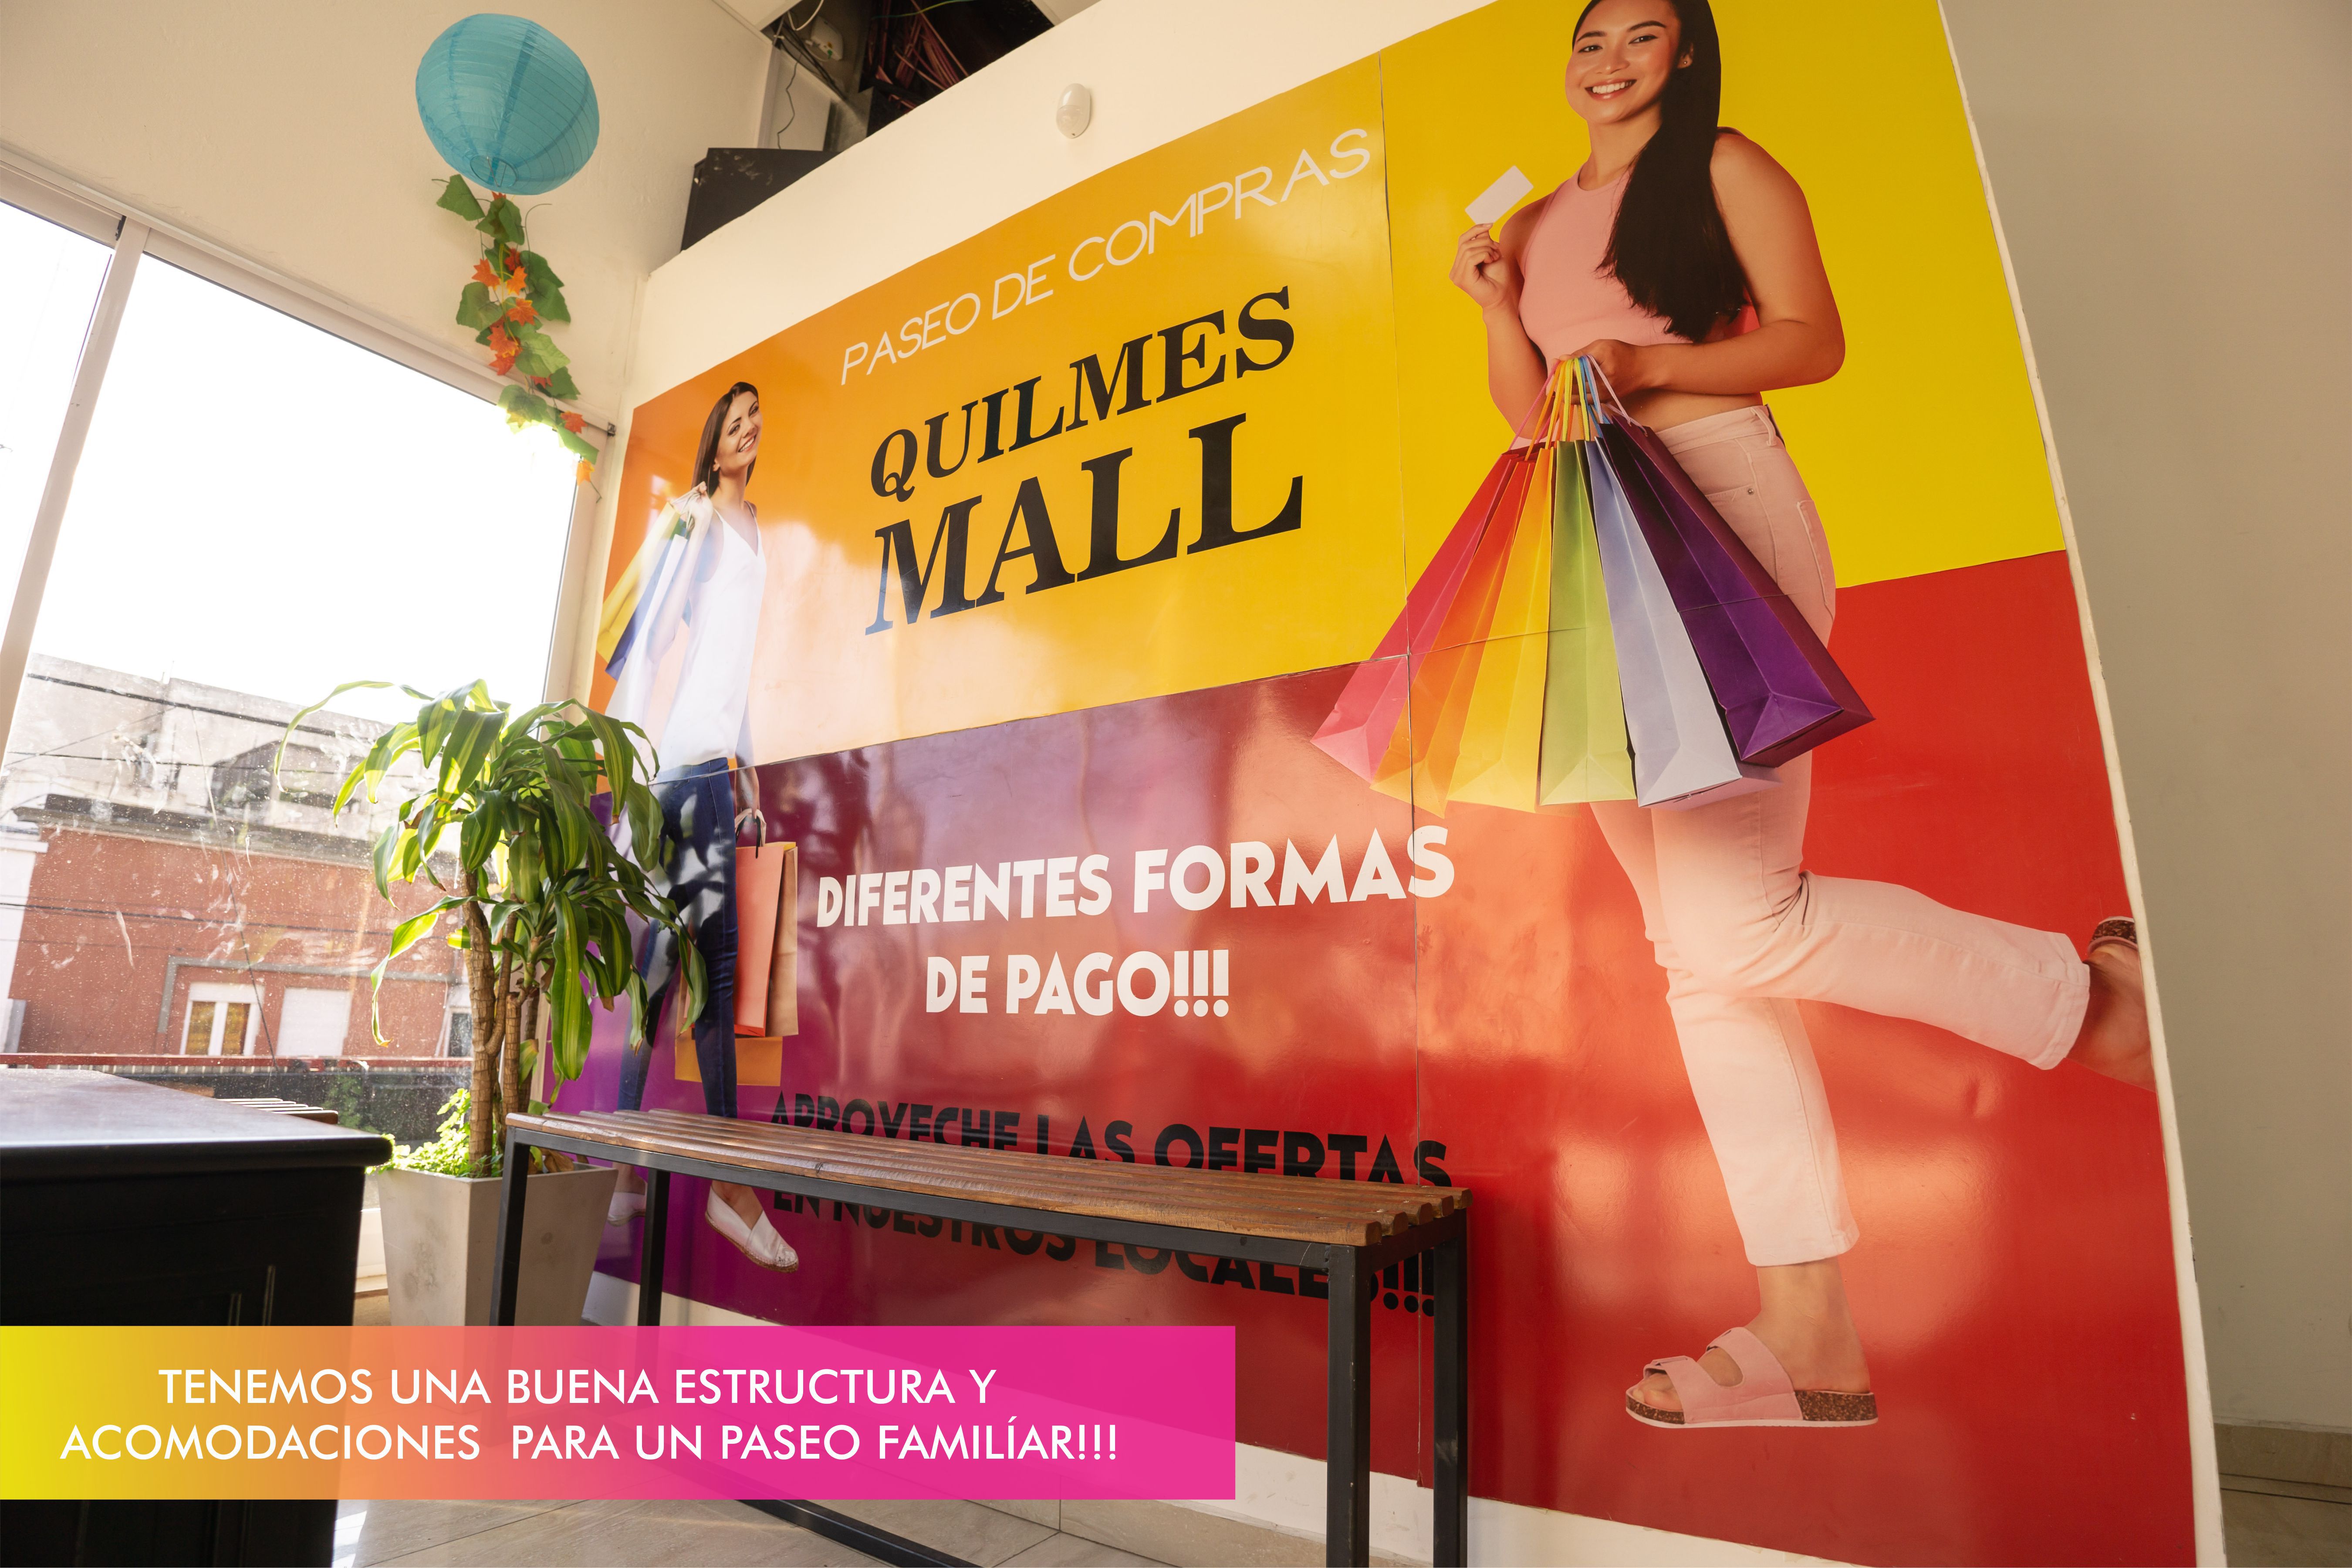 PASEO DE COMPRAS
QUILMES
MALL
DIFERENTES FORMAS
DE PAGO!!!
APROVECHE LAS OFERTAS
EN NUESTROS LOCALES!!!
TENEMOS UNA BUENA ESTRUCTURA Y
ACOMODACIONES PARA UN PASEO FAMILÍAR!!!